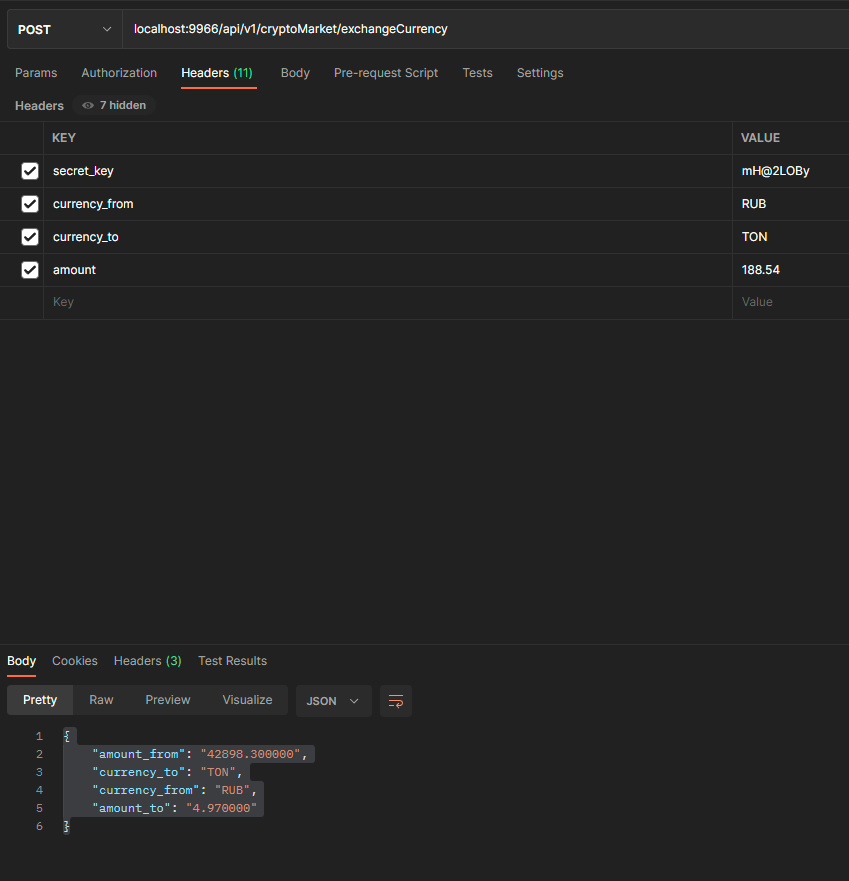 POST localhost:9966/api/v1/cryptoMarket/exchangeCurrency
Params Authorization Headers (11) Body Pre-request Script Tests Settings
Headers 7 hidden
KEY VALUE
secret_key mH@2LOBy
currency_from RUB
currency_to TON
amount 188.54
Key Value
Body Cookies Headers (3) Test Results
Pretty Raw Preview Visualize JSON
1 {
2 "amount_from": "42898.300000",
3 "currency_to": "TON",
4 "currency_from": "RUB",
5 "amount_to": "4.970000"
6 }